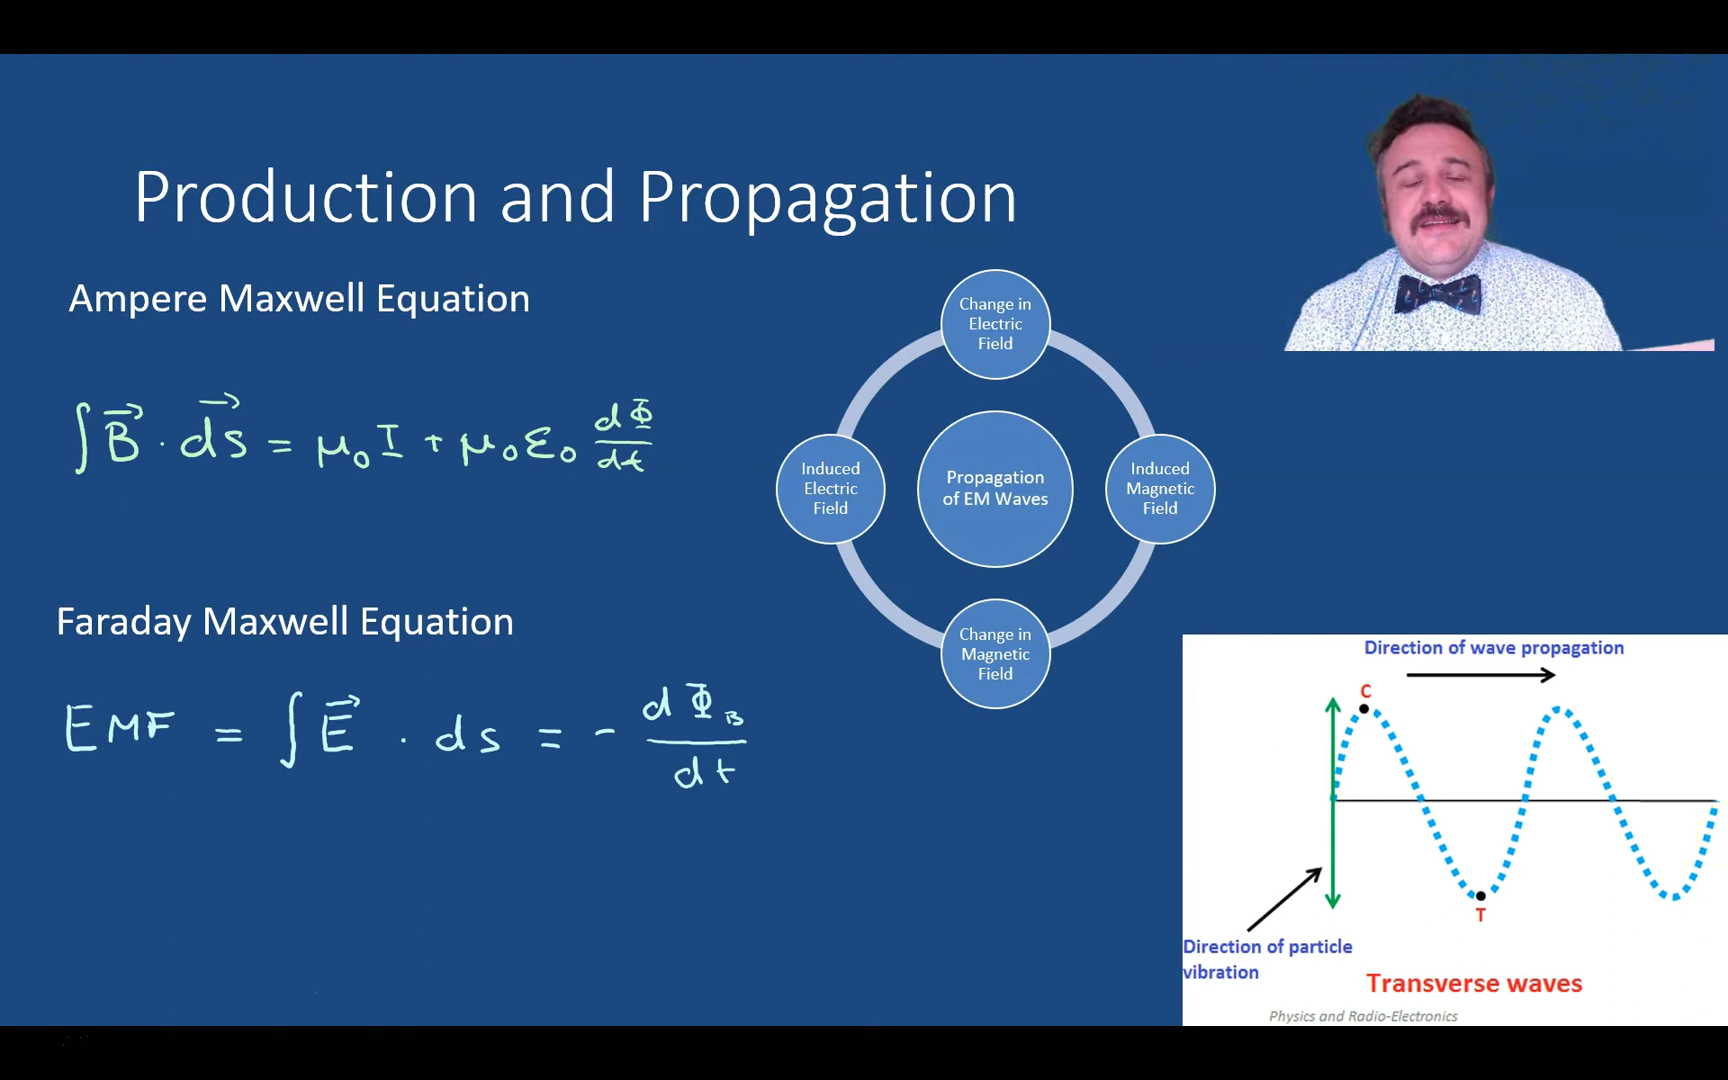 Production and Propagation
Ampere Maxwell Equation
∫B⃗ · ds⃗ = μ₀I + μ₀ε₀ dΦ/dt
Faraday Maxwell Equation
EMF = ∫E⃗ · ds = - dΦ_B/dt
Change in
Electric
Field
Induced
Electric
Field
Propagation
of EM Waves
Induced
Magnetic
Field
Change in
Magnetic
Field
Direction of wave propagation
C
T
Direction of particle
vibration
Transverse waves
Physics and Radio-Electronics